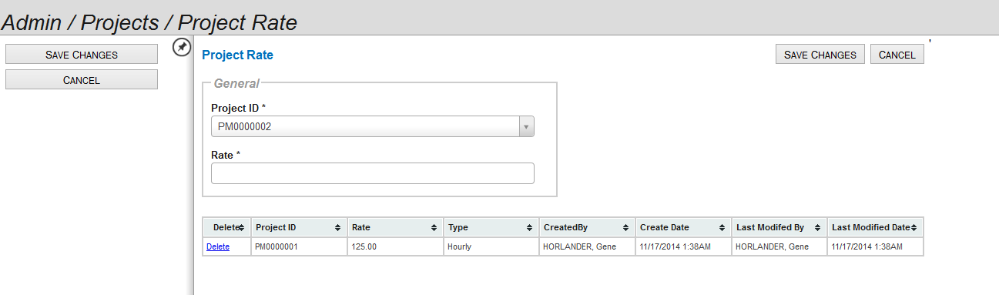 Admin / Projects / Project Rate
SAVE CHANGES
CANCEL
Project Rate
SAVE CHANGES
CANCEL
'
General
Project ID *
PM0000002
Rate *
Delete Project ID Rate Type CreatedBy Create Date Last Modifed By Last Modified Date
Delete PM0000001 125.00 Hourly HORLANDER, Gene 11/17/2014 1:38AM HORLANDER, Gene 11/17/2014 1:38AM